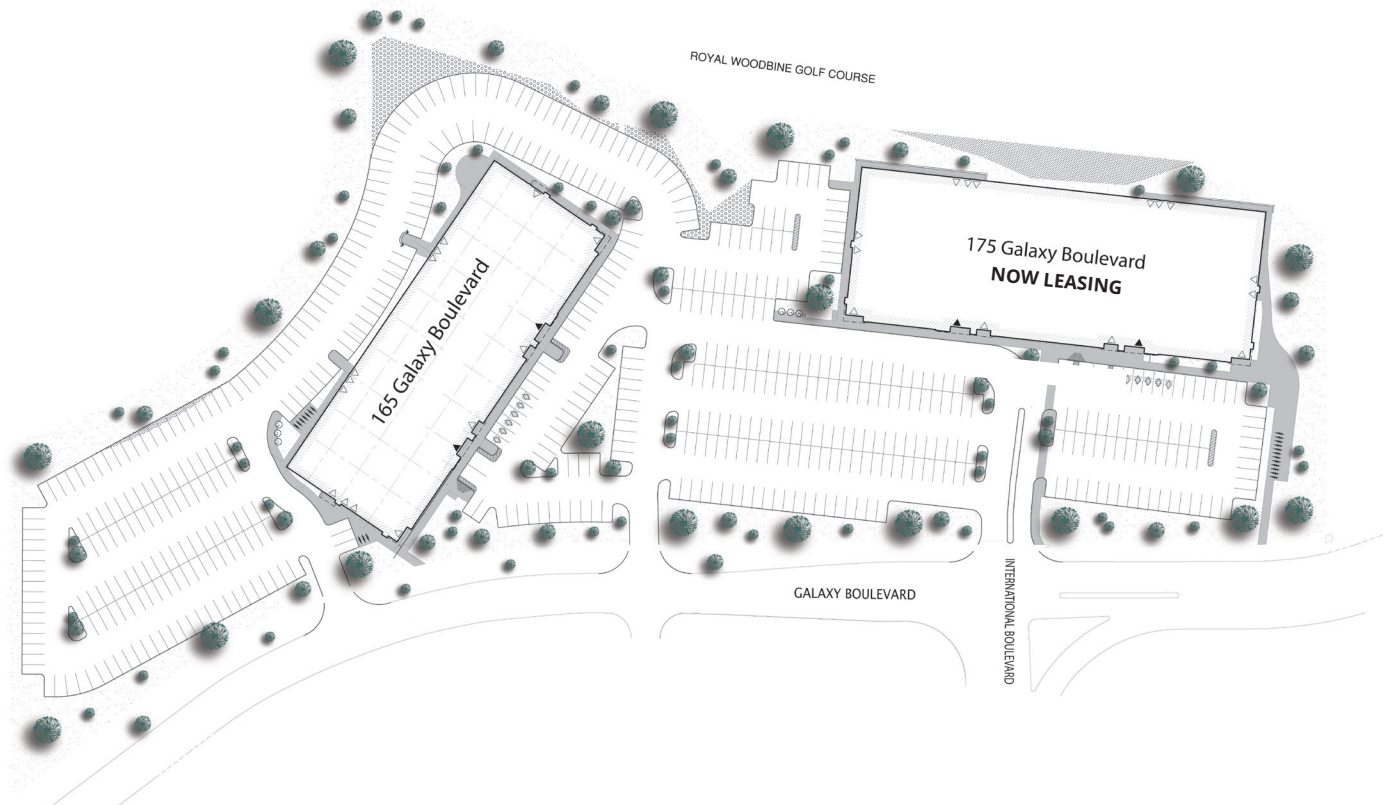 ROYAL WOODBINE GOLF COURSE
175 Galaxy Boulevard
NOW LEASING
165 Galaxy Boulevard
GALAXY BOULEVARD
INTERNATIONAL BOULEVARD